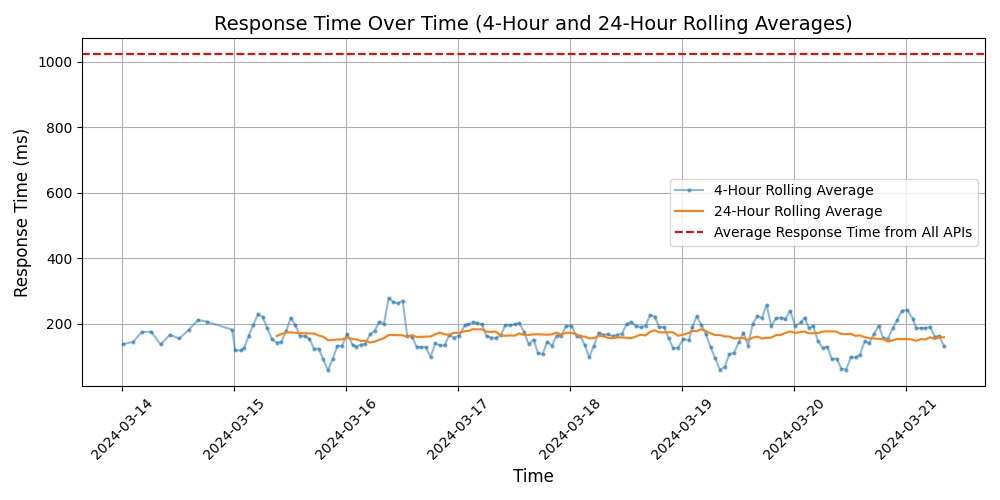 Response Time Over Time (4-Hour and 24-Hour Rolling Averages)
Response Time (ms)
1000
800
600
400
200
4-Hour Rolling Average
24-Hour Rolling Average
Average Response Time from All APIs
2024-03-14
2024-03-15
2024-03-16
2024-03-17
2024-03-18
2024-03-19
2024-03-20
2024-03-21
Time